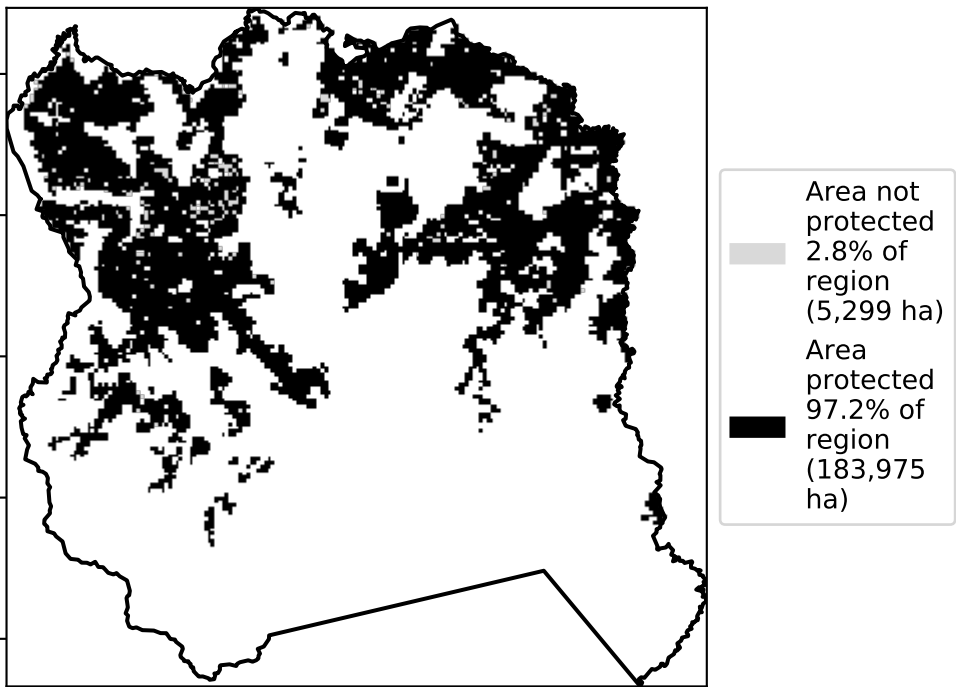 Area not
protected
2.8% of
region
(5,299 ha)
Area
protected
97.2% of
region
(183,975
ha)